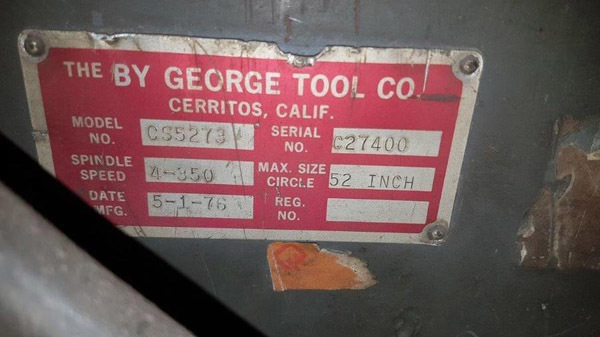 THE BY GEORGE TOOL CO.
CERRITOS, CALIF.
MODEL NO. CS5273 SERIAL NO. C27400
SPINDLE SPEED 4-350 MAX. SIZE CIRCLE 52 INCH
DATE MFG. 5-1-76 REG. NO.